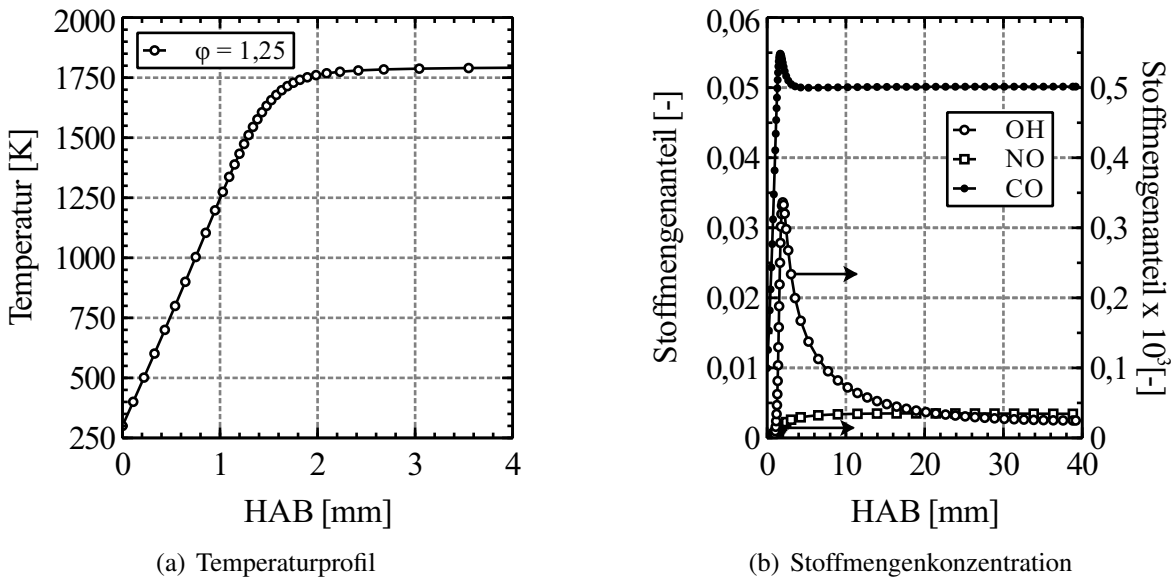 2000
1750
1500
1250
1000
750
500
250
0
1
2
3
4
Temperatur [K]
HAB [mm]
φ = 1,25
(a) Temperaturprofil
0,06
0,05
0,04
0,03
0,02
0,01
0
0,5
0,4
0,3
0,2
0,1
0
0
10
20
30
40
Stoffmengenanteil [-]
Stoffmengenanteil x 10³[-]
HAB [mm]
OH
NO
CO
(b) Stoffmengenkonzentration